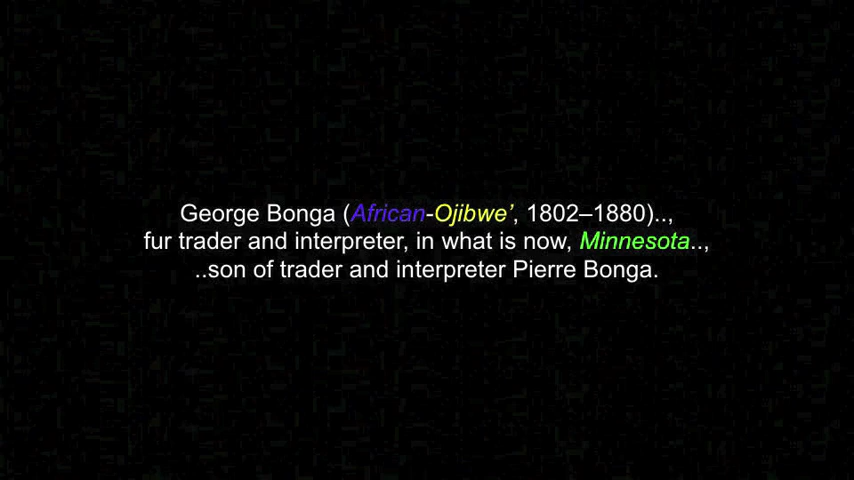 George Bonga (African-Ojibwe’, 1802–1880)..,
fur trader and interpreter, in what is now, Minnesota..,
..son of trader and interpreter Pierre Bonga.